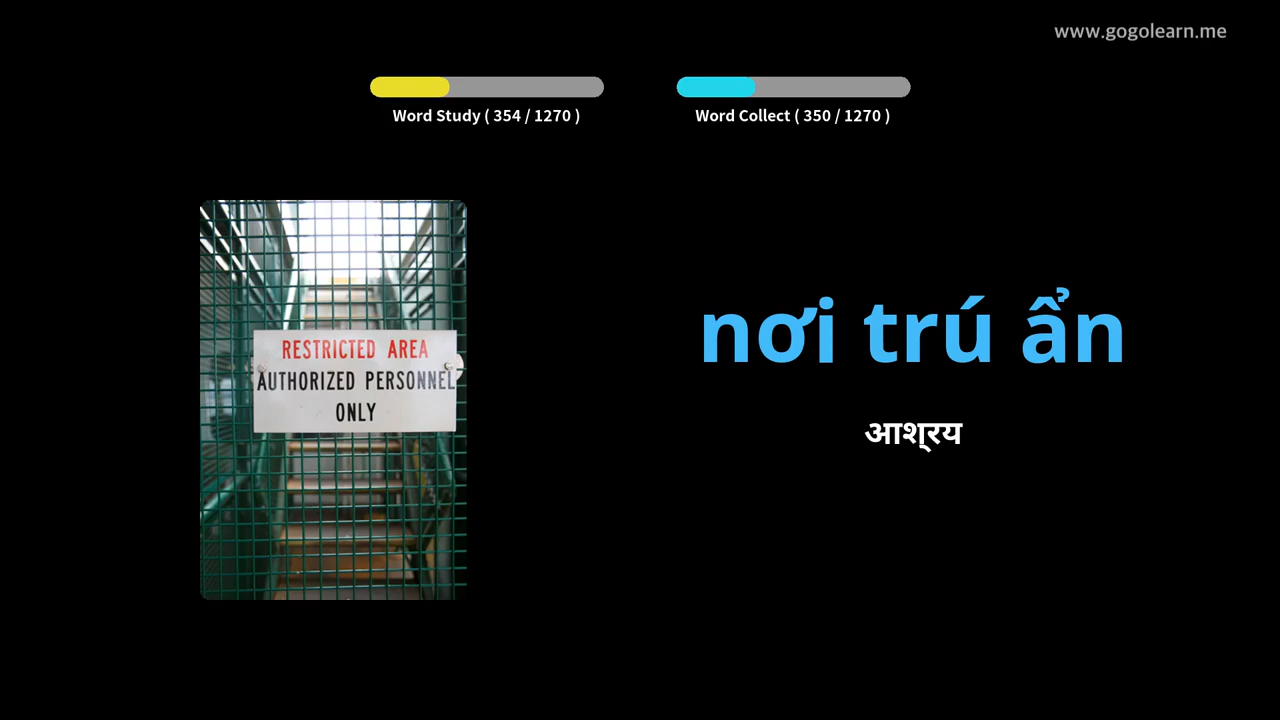 www.gogolearn.me
Word Study ( 354 / 1270 )
Word Collect ( 350 / 1270 )
RESTRICTED AREA
AUTHORIZED PERSONNEL
ONLY
nơi trú ẩn
आश्रय